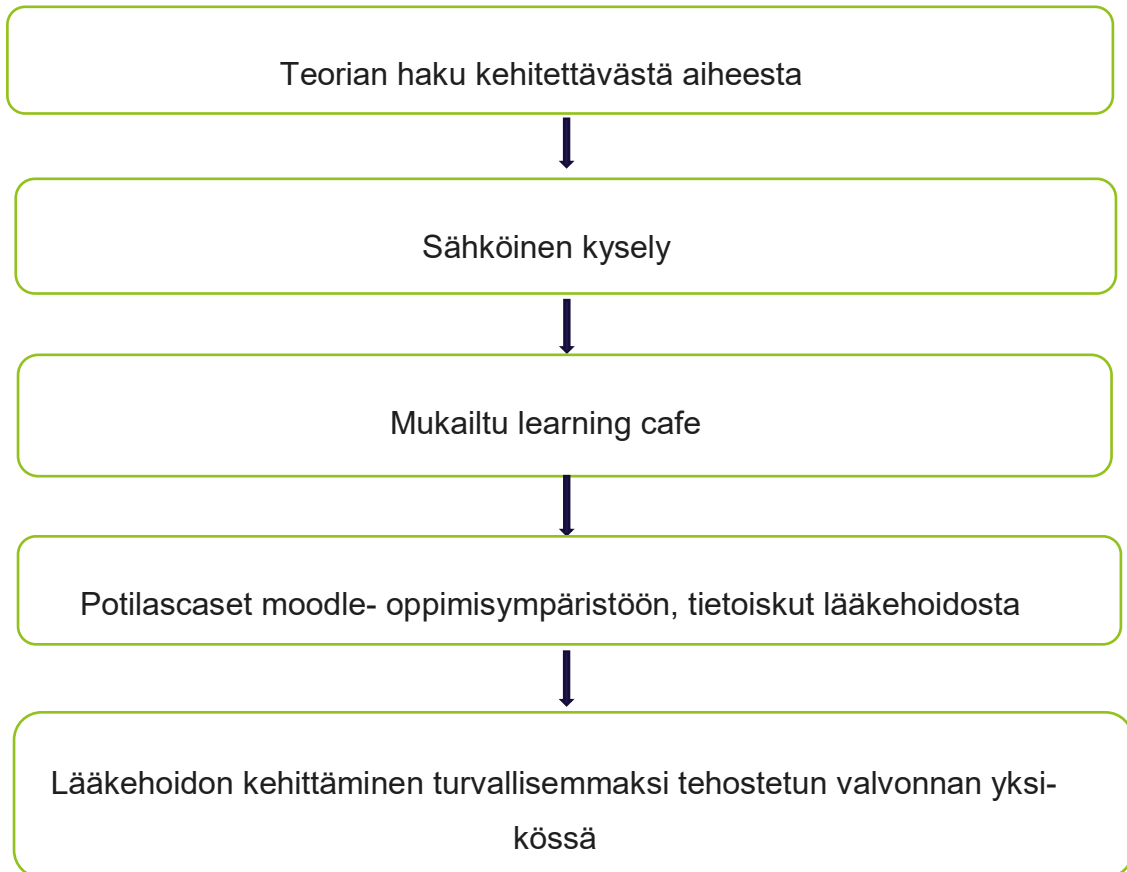 Teorian haku kehitettävästä aiheesta
Sähköinen kysely
Mukailtu learning cafe
Potilascaset moodle- oppimisympäristöön, tietoiskut lääkehoidosta
Lääkehoidon kehittäminen turvallisemmaksi tehostetun valvonnan yksi-
kössä